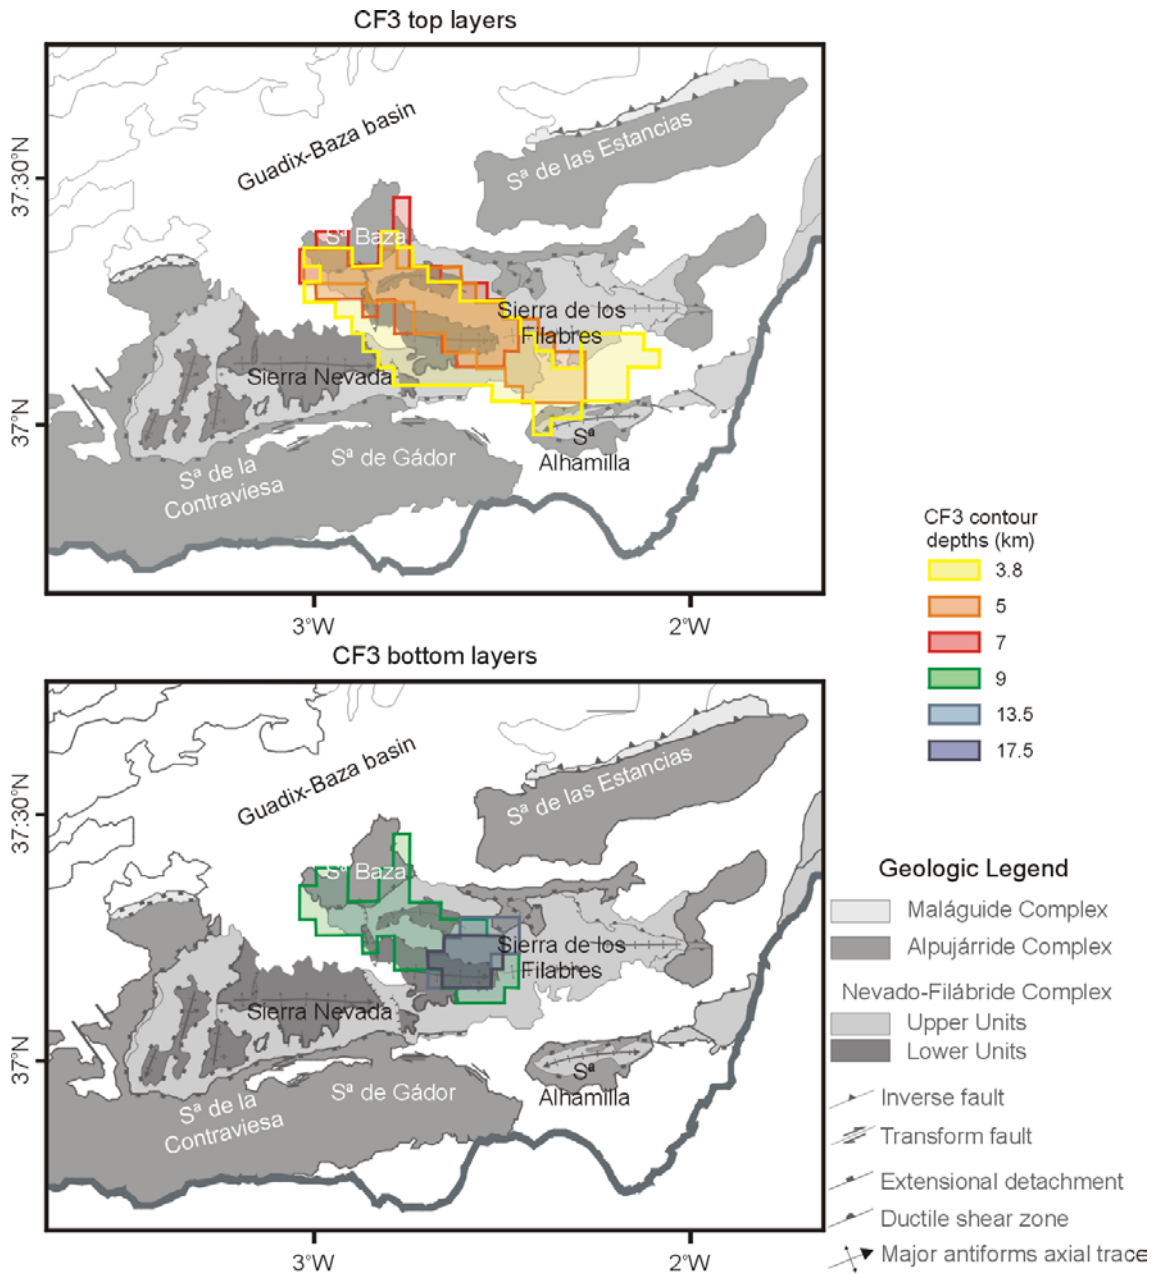 CF3 top layers
37:30°N
37°N
Guadix-Baza basin
Sª de las Estancias
Sª Baza
Sierra de los
Filabres
Sierra Nevada
Sª de la
Contraviesa
Sª de Gádor
Sª
Alhamilla
3°W
2°W
CF3 contour
depths (km)
3.8
5
7
9
13.5
17.5
CF3 bottom layers
37:30°N
37°N
Guadix-Baza basin
Sª de las Estancias
Sª Baza
Sierra de los
Filabres
Sierra Nevada
Sª de la
Contraviesa
Sª de Gádor
Sª
Alhamilla
3°W
2°W
Geologic Legend
Maláguide Complex
Alpujárride Complex
Nevado-Filábride Complex
Upper Units
Lower Units
Inverse fault
Transform fault
Extensional detachment
Ductile shear zone
Major antiforms axial trace